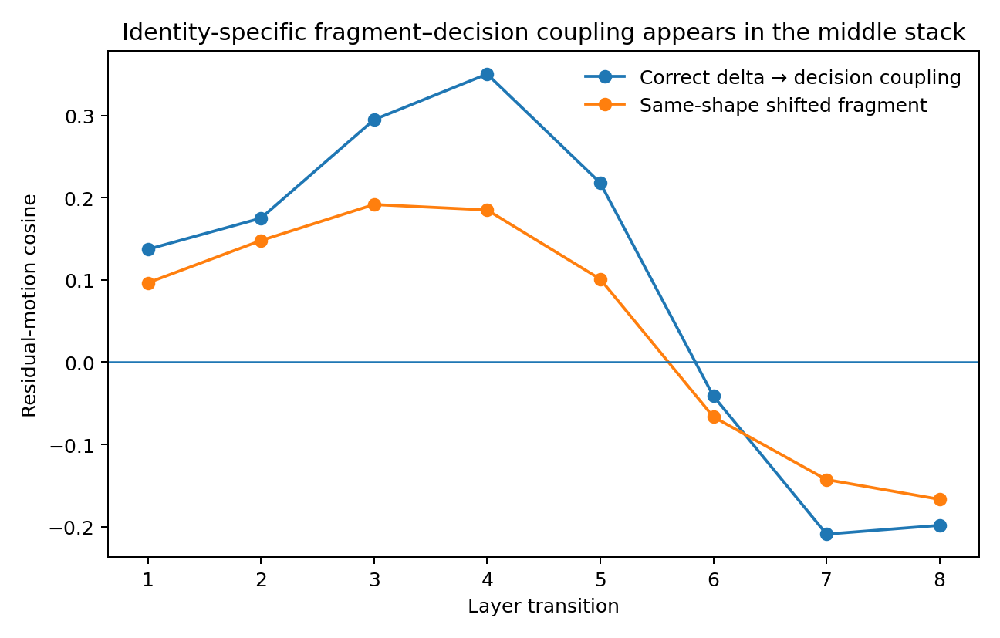 Identity-specific fragment–decision coupling appears in the middle stack
Correct delta → decision coupling
Same-shape shifted fragment
Residual-motion cosine
0.3
0.2
0.1
0.0
−0.1
−0.2
1 2 3 4 5 6 7 8
Layer transition